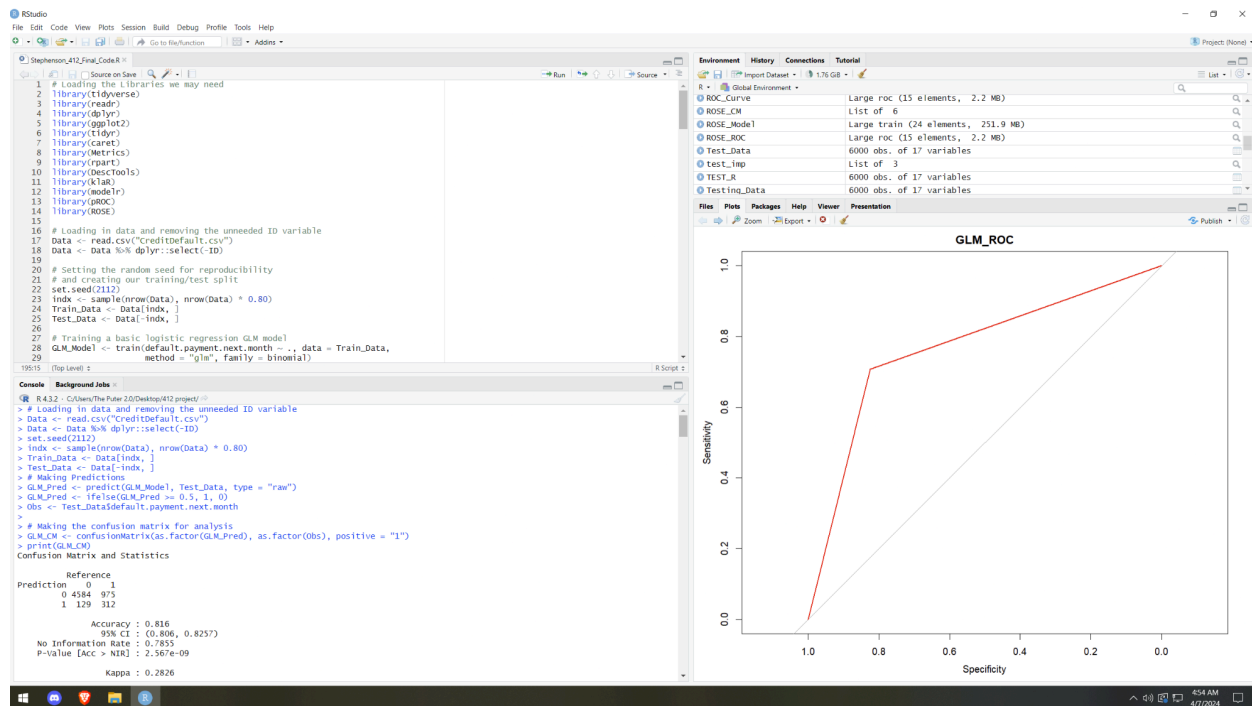 RStudio
File Edit Code View Plots Session Build Debug Profile Tools Help
Go to file/function
Addins
Project: (None)
Stephenson_412_Final_Code.R
Source on Save
Run
Source
1 # Loading the Libraries we may need
2 library(tidyverse)
3 library(readr)
4 library(dplyr)
5 library(ggplot2)
6 library(tidyr)
7 library(caret)
8 library(Metrics)
9 library(rpart)
10 library(DescTools)
11 library(klaR)
12 library(modelr)
13 library(pROC)
14 library(ROSE)
15
16 # Loading in data and removing the unneeded ID variable
17 Data <- read.csv("CreditDefault.csv")
18 Data <- Data %>% dplyr::select(-ID)
19
20 # Setting the random seed for reproducibility
21 # and creating our training/test split
22 set.seed(2112)
23 indx <- sample(nrow(Data), nrow(Data) * 0.80)
24 Train_Data <- Data[indx, ]
25 Test_Data <- Data[-indx, ]
26
27 # Training a basic logistic regression GLM model
28 GLM_Model <- train(default.payment.next.month ~ ., data = Train_Data,
29 method = "glm", family = binomial)
195:15 (Top Level) R Script
Console Background Jobs
R 4.3.2 · C:/Users/The Puter 2.0/Desktop/412 project/
> # Loading in data and removing the unneeded ID variable
> Data <- read.csv("CreditDefault.csv")
> Data <- Data %>% dplyr::select(-ID)
> set.seed(2112)
> indx <- sample(nrow(Data), nrow(Data) * 0.80)
> Train_Data <- Data[indx, ]
> Test_Data <- Data[-indx, ]
> # Making Predictions
> GLM_Pred <- predict(GLM_Model, Test_Data, type = "raw")
> GLM_Pred <- ifelse(GLM_Pred >= 0.5, 1, 0)
> Obs <- Test_Data$default.payment.next.month
>
> # Making the confusion matrix for analysis
> GLM_CM <- confusionMatrix(as.factor(GLM_Pred), as.factor(Obs), positive = "1")
> print(GLM_CM)
Confusion Matrix and Statistics
Reference
Prediction 0 1
0 4584 975
1 129 312
Accuracy : 0.816
95% CI : (0.806, 0.8257)
No Information Rate : 0.7855
P-Value [Acc > NIR] : 2.567e-09
Kappa : 0.2826
Environment History Connections Tutorial
Import Dataset 1.76 GiB List
R Global Environment
ROC_Curve Large roc (15 elements, 2.2 MB)
ROSE_CM List of 6
ROSE_Model Large train (24 elements, 251.9 MB)
ROSE_ROC Large roc (15 elements, 2.2 MB)
Test_Data 6000 obs. of 17 variables
test_imp List of 3
TEST_R 6000 obs. of 17 variables
Testing_Data 6000 obs. of 17 variables
Files Plots Packages Help Viewer Presentation
Zoom Export Publish
GLM_ROC
Sensitivity
1.0
0.8
0.6
0.4
0.2
0.0
1.0 0.8 0.6 0.4 0.2 0.0
Specificity
4:54 AM
4/7/2024